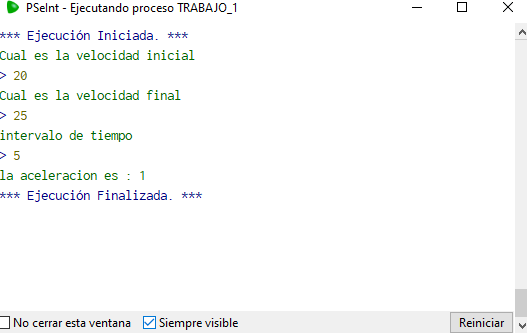 PSeInt - Ejecutando proceso TRABAJO_1
*** Ejecución Iniciada. ***
Cual es la velocidad inicial
> 20
Cual es la velocidad final
> 25
intervalo de tiempo
> 5
la aceleracion es : 1
*** Ejecución Finalizada. ***
No cerrar esta ventana Siempre visible Reiniciar